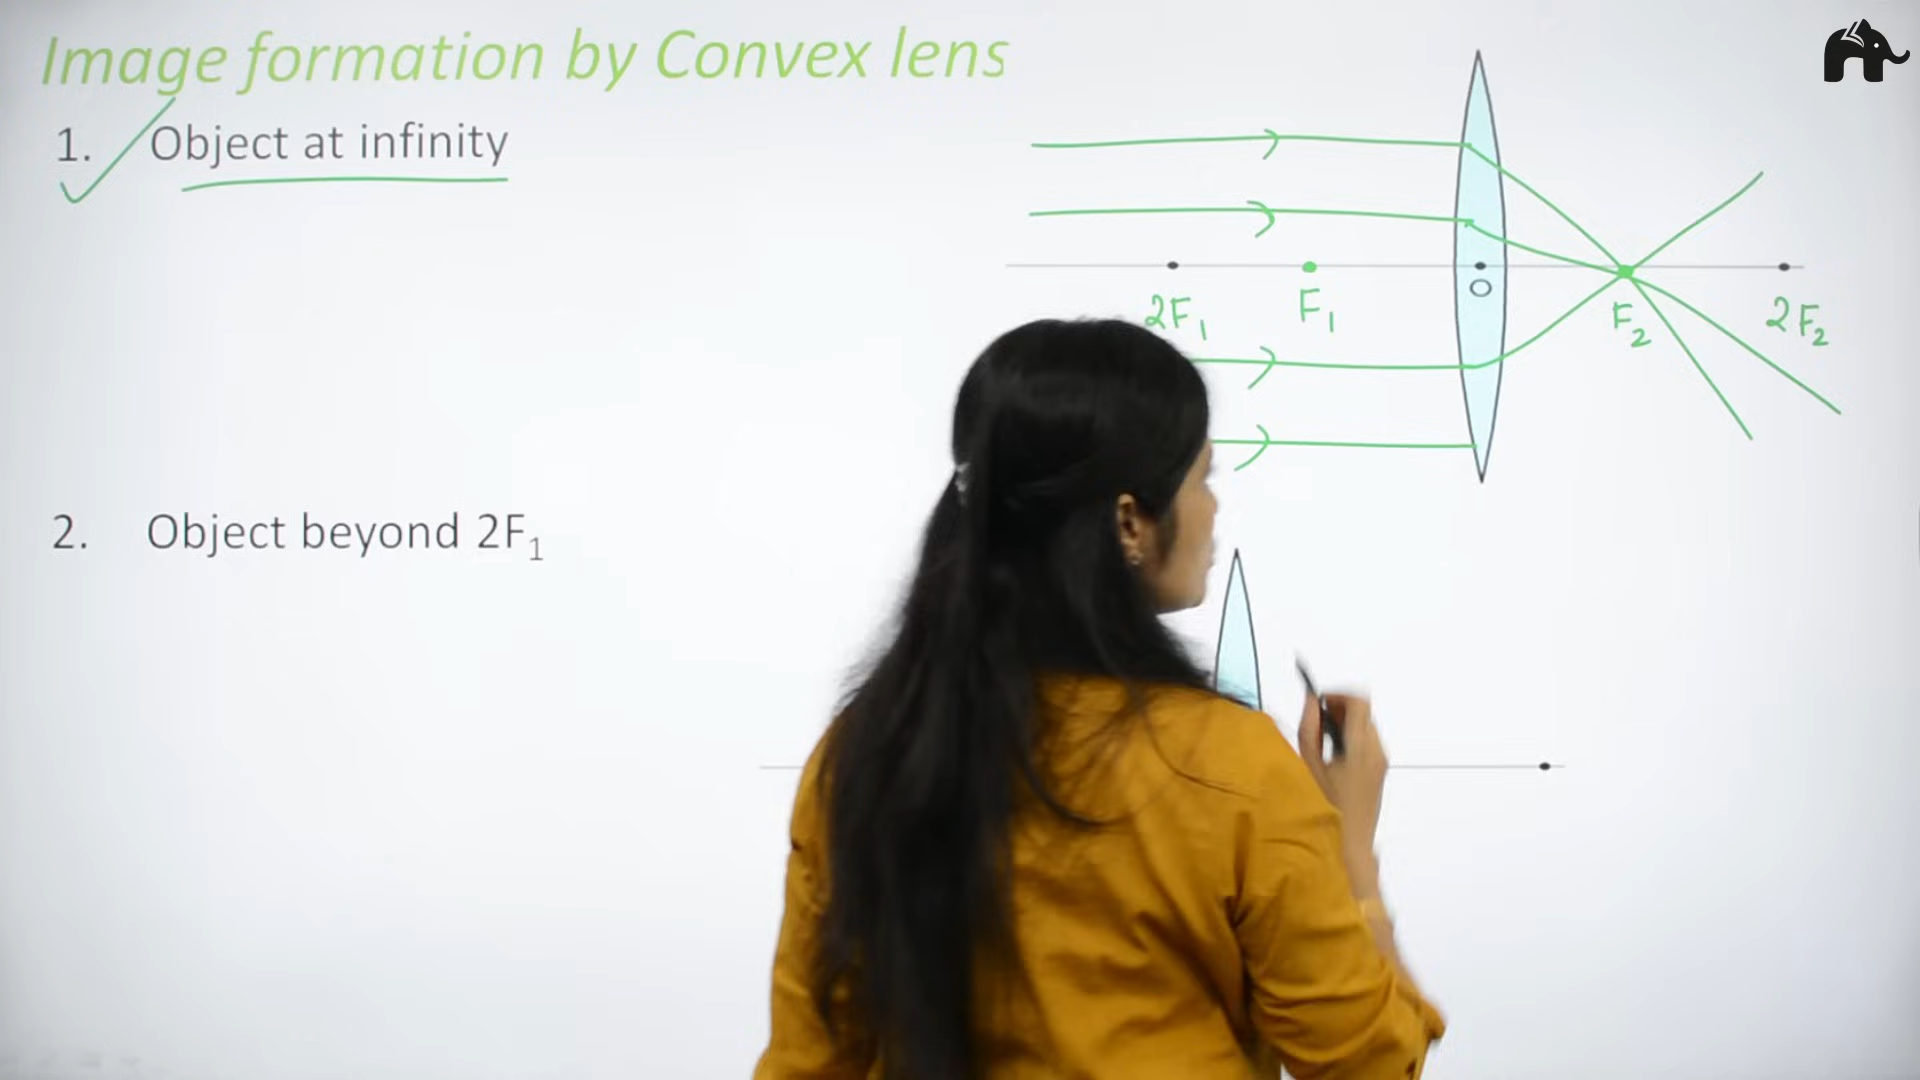 Image formation by Convex lens
1. Object at infinity
2F₁ F₁ O F₂ 2F₂
2. Object beyond 2F₁